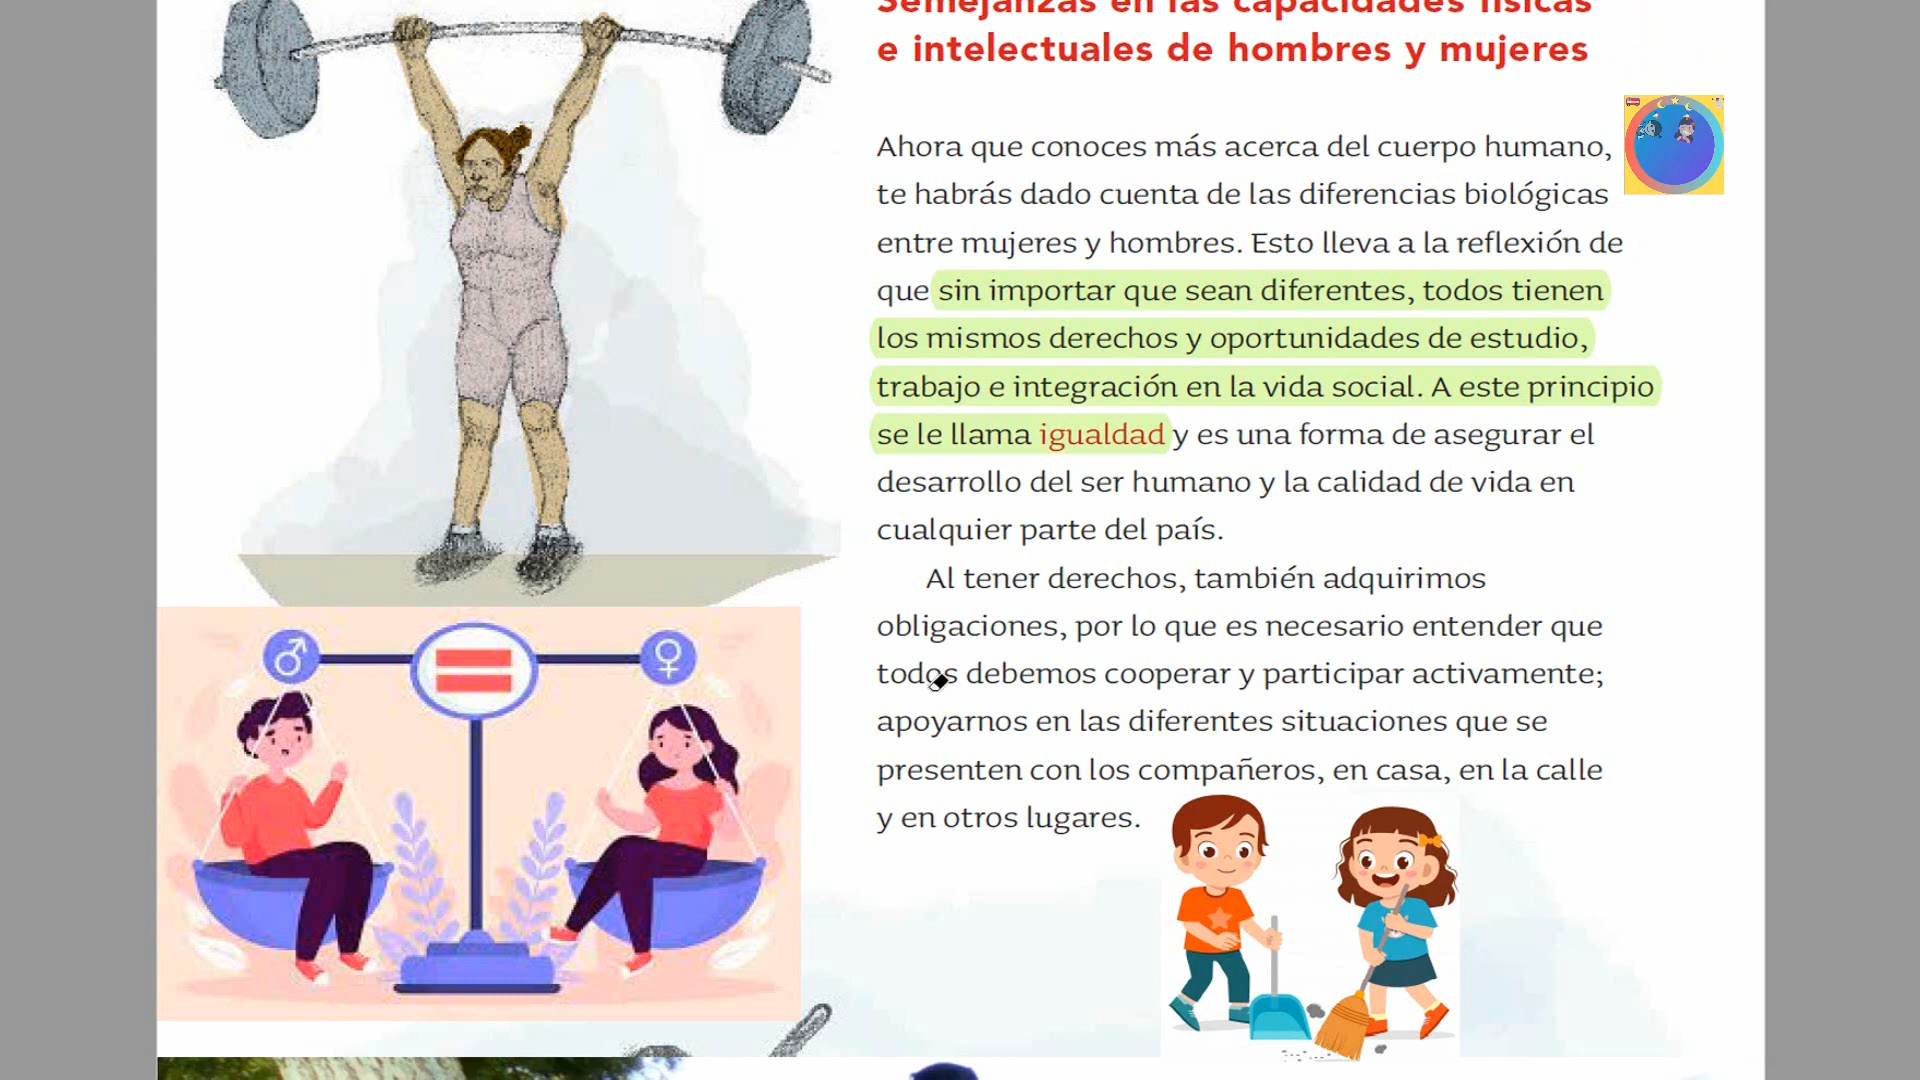 Semejanzas en las capacidades físicas
e intelectuales de hombres y mujeres
Ahora que conoces más acerca del cuerpo humano,
te habrás dado cuenta de las diferencias biológicas
entre mujeres y hombres. Esto lleva a la reflexión de
que sin importar que sean diferentes, todos tienen
los mismos derechos y oportunidades de estudio,
trabajo e integración en la vida social. A este principio
se le llama igualdad y es una forma de asegurar el
desarrollo del ser humano y la calidad de vida en
cualquier parte del país.
Al tener derechos, también adquirimos
obligaciones, por lo que es necesario entender que
todos debemos cooperar y participar activamente;
apoyarnos en las diferentes situaciones que se
presenten con los compañeros, en casa, en la calle
y en otros lugares.